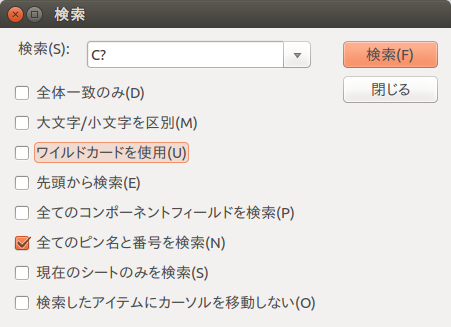 検索
検索(S): C? 検索(F)
閉じる
全体一致のみ(D)
大文字/小文字を区別(M)
ワイルドカードを使用(U)
先頭から検索(E)
全てのコンポーネントフィールドを検索(P)
全てのピン名と番号を検索(N)
現在のシートのみを検索(S)
検索したアイテムにカーソルを移動しない(O)